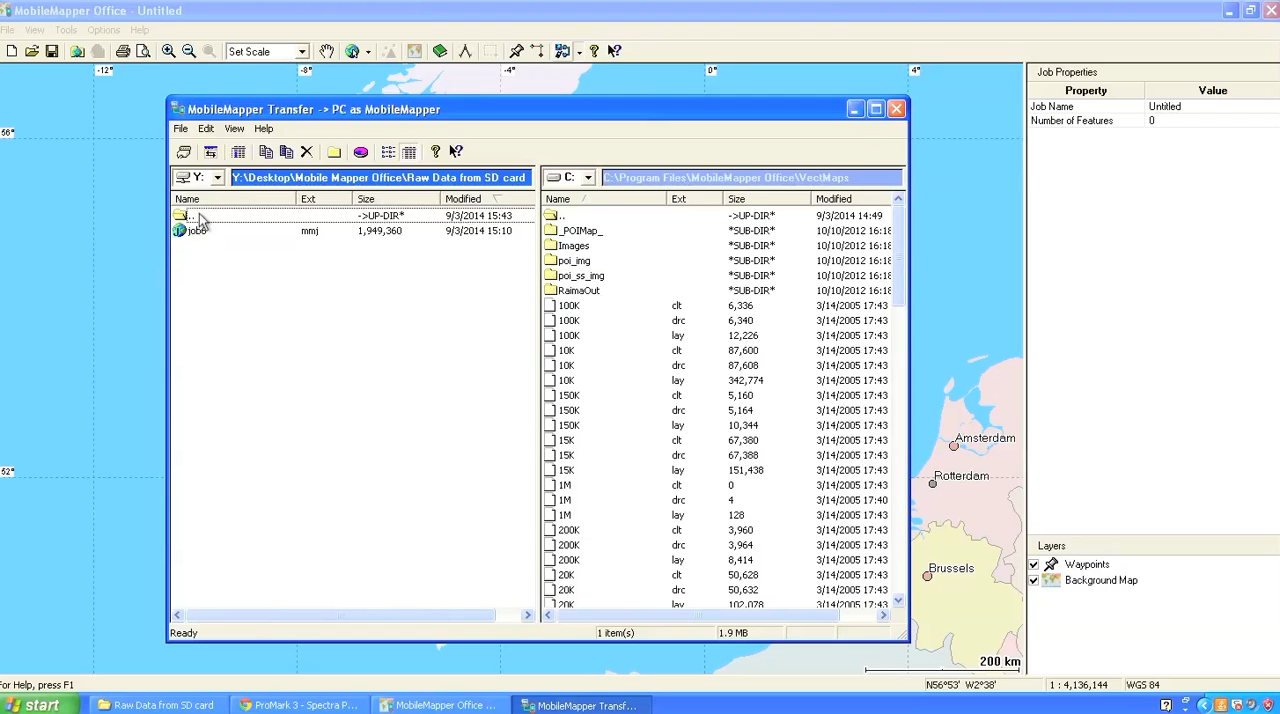 MobileMapper Office - Untitled
File View Tools Options Help
Set Scale
-12° -8° -4° 0° 4°
56°
52°
Job Properties
Property Value
Job Name Untitled
Number of Features 0
MobileMapper Transfer -> PC as MobileMapper
File Edit View Help
Y: Y:\Desktop\Mobile Mapper Office\Raw Data from SD card
Name Ext Size Modified
.. ->UP-DIR* 9/3/2014 15:43
mmj 1,949,360 9/3/2014 15:10
C: C:\Program Files\MobileMapper Office\VectMaps
Name Ext Size Modified
.. ->UP-DIR* 9/3/2014 14:49
_POIMap_ *SUB-DIR* 10/10/2012 16:18
Images *SUB-DIR* 10/10/2012 16:18
poi_img *SUB-DIR* 10/10/2012 16:18
poi_ss_img *SUB-DIR* 10/10/2012 16:18
RaimaOut *SUB-DIR* 10/10/2012 16:18
100K clt 6,336 3/14/2005 17:43
100K drc 6,340 3/14/2005 17:43
100K lay 12,226 3/14/2005 17:43
10K clt 87,600 3/14/2005 17:43
10K drc 87,608 3/14/2005 17:43
10K lay 342,774 3/14/2005 17:43
150K clt 5,160 3/14/2005 17:43
150K drc 5,164 3/14/2005 17:43
150K lay 10,344 3/14/2005 17:43
15K clt 67,380 3/14/2005 17:43
15K drc 67,388 3/14/2005 17:43
15K lay 151,438 3/14/2005 17:43
1M clt 0 3/14/2005 17:43
1M drc 4 3/14/2005 17:40
1M lay 128 3/14/2005 17:43
200K clt 3,960 3/14/2005 17:43
200K drc 3,964 3/14/2005 17:43
200K lay 8,414 3/14/2005 17:43
20K clt 50,628 3/14/2005 17:43
20K drc 50,632 3/14/2005 17:43
20K lay 102,078 3/14/2005 17:43
Ready 1 item(s) 1.9 MB
Amsterdam
Rotterdam
Brussels
200 km
Layers
Waypoints
Background Map
For Help, press F1 N56°53' W2°38' 1 : 4,136,144 WGS 84
start Raw Data from SD card ProMark 3 - Spectra P... MobileMapper Office ... MobileMapper Transf...